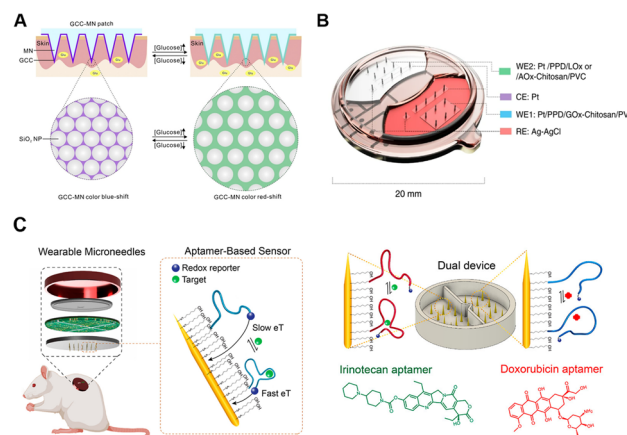 A
GCC-MN patch
Skin
MN
GCC
Glu
[Glucose]
[Glucose]
Skin
Glu
SiO₂ NP
[Glucose]
[Glucose]
GCC-MN color blue-shift
GCC-MN color red-shift
B
WE2: Pt/PPD/LOx or
/AOx-Chitosan/PVC
CE: Pt
WE1: Pt/PPD/GOx-Chitosan/PV
RE: Ag-AgCl
20 mm
C
Wearable Microneedles
Aptamer-Based Sensor
Redox reporter
Target
Slow eT
Fast eT
Dual device
Irinotecan aptamer
Doxorubicin aptamer